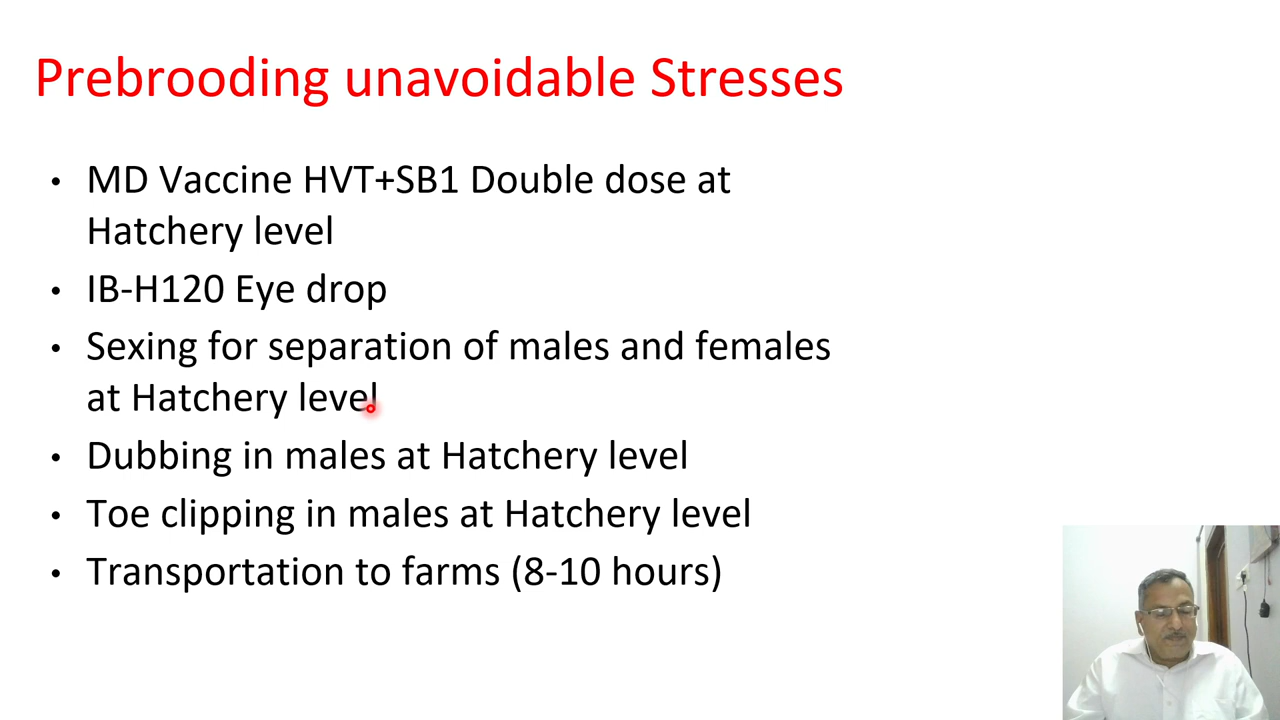 Prebrooding unavoidable Stresses
• MD Vaccine HVT+SB1 Double dose at
Hatchery level
• IB-H120 Eye drop
• Sexing for separation of males and females
at Hatchery level
• Dubbing in males at Hatchery level
• Toe clipping in males at Hatchery level
• Transportation to farms (8-10 hours)